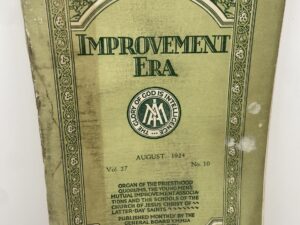 IMPROVEMENT
ERA
THE GLORY OF GOD IS INTELLIGENCE
AUGUST 1924
Vol. 27 No. 10
ORGAN OF THE PRIESTHOOD
QUORUMS, THE YOUNG MEN'S
MUTUAL IMPROVEMENT ASSOCIA-
TIONS AND THE SCHOOLS OF THE
CHURCH OF JESUS CHRIST OF
LATTER-DAY SAINTS
PUBLISHED MONTHLY BY THE
GENERAL BOARD Y.M.M.I.A.